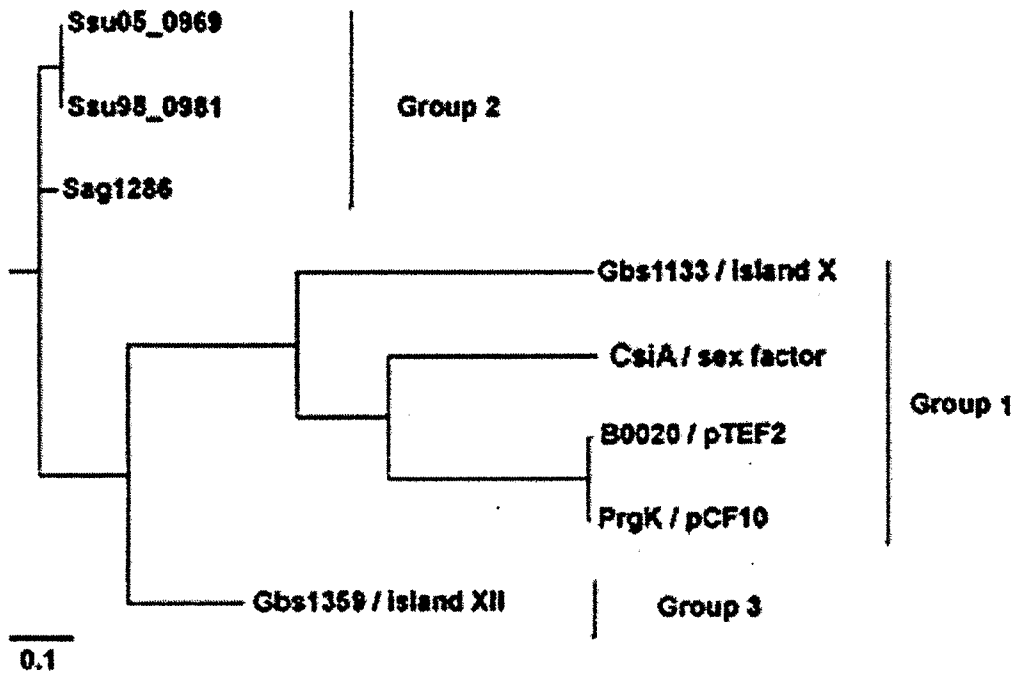 Ssu05_0969
Ssu98_0981
Group 2
Sag1286
Gbs1133 / island X
CsiA / sex factor
Group 1
B0020 / pTEF2
PrgK / pCF10
Gbs1359 / island XII
Group 3
0.1